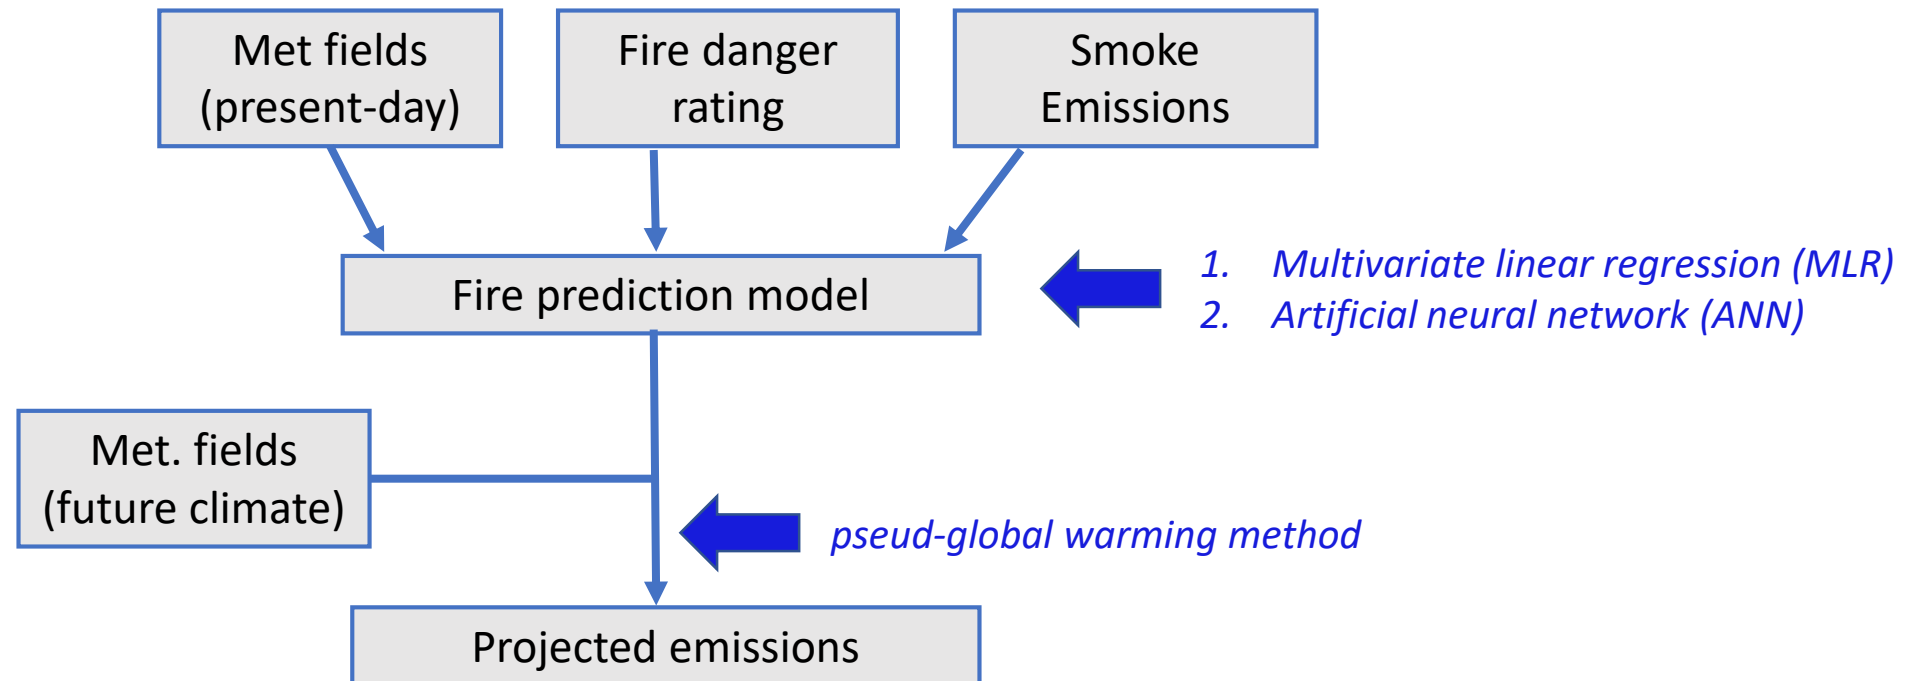 Met fields
(present-day)
Fire danger
rating
Smoke
Emissions
Fire prediction model
1. Multivariate linear regression (MLR)
2. Artificial neural network (ANN)
Met. fields
(future climate)
pseud-global warming method
Projected emissions